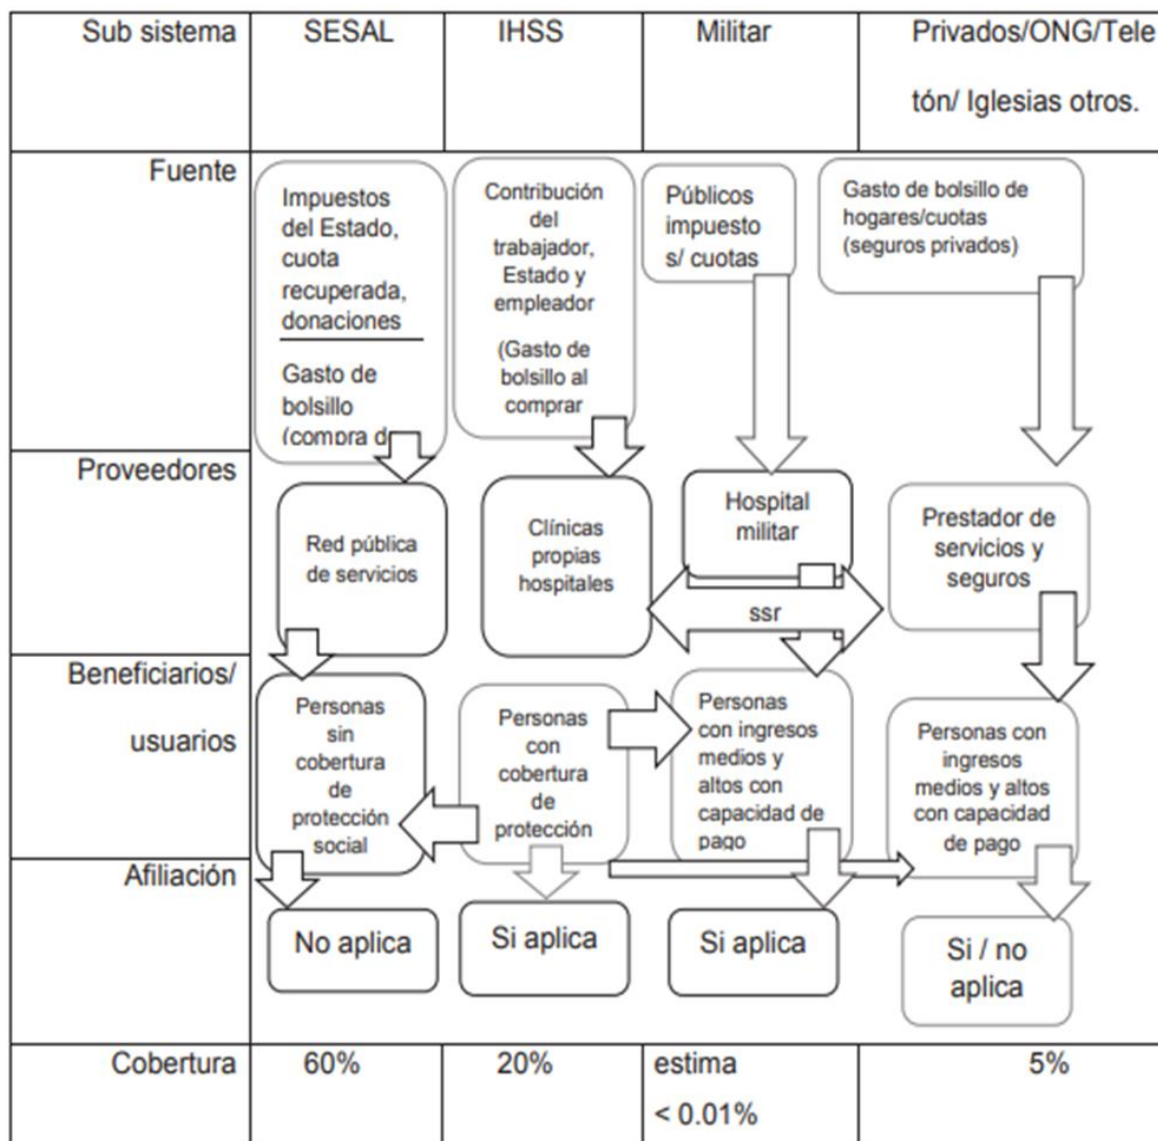 Sub sistema
SESAL
IHSS
Militar
Privados/ONG/Tele
tón/ Iglesias otros.
Fuente
Impuestos
del Estado,
cuota
recuperada,
donaciones
Gasto de
bolsillo
(compra d
Contribución
del
trabajador,
Estado y
empleador
(Gasto de
bolsillo al
comprar
Públicos
impuesto
s/ cuotas
Gasto de bolsillo de
hogares/cuotas
(seguros privados)
Proveedores
Red pública
de servicios
Clínicas
propias
hospitales
Hospital
militar
ssr
Prestador de
servicios y
seguros
Beneficiarios/
usuarios
Personas
sin
cobertura
de
protección
social
Personas
con
cobertura
de
protección
Personas
con ingresos
medios y
altos con
capacidad de
pago
Personas con
ingresos
medios y altos
con capacidad
de pago
Afiliación
No aplica
Si aplica
Si aplica
Si / no
aplica
Cobertura
60%
20%
estima
< 0.01%
5%